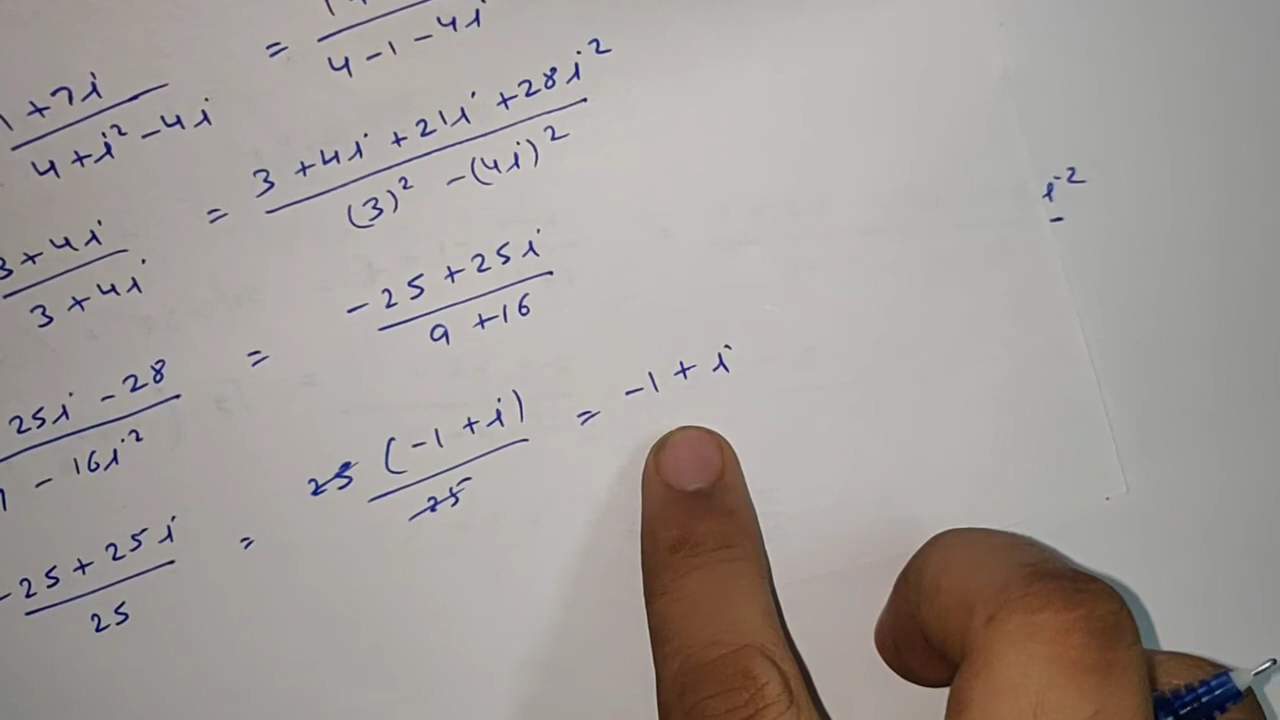 = 4 - 1 - 4i
+ 7i / 4 + i² - 4i
= 3 + 4i + 21i + 28i² / (3)² - (4i)²
i²
3 + 4i / 3 + 4i
= -25 + 25i / 9 + 16
25i - 28 / - 16i²
= 25 (-1 + i) / 25 = -1 + i
-25 + 25i / 25